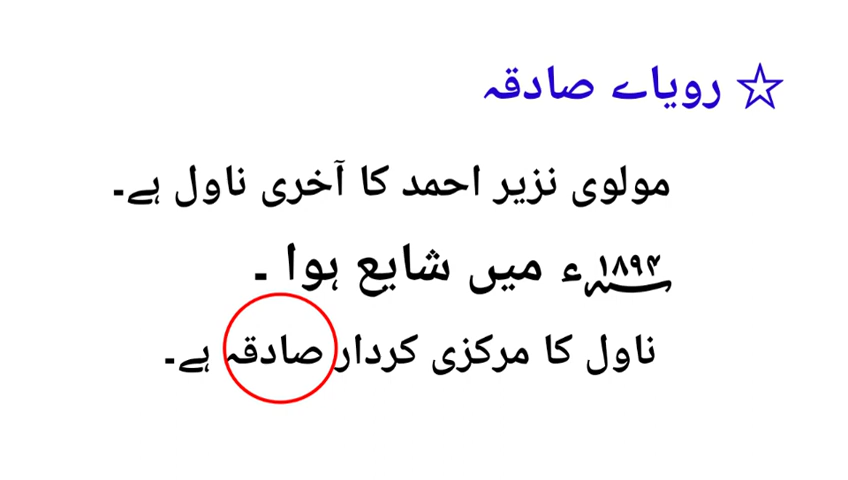 ☆ رویاے صادقہ
مولوی نزیر احمد کا آخری ناول ہے۔
؁۱۸۹۴ء میں شایع ہوا ۔
ناول کا مرکزی کردار صادقہ ہے۔